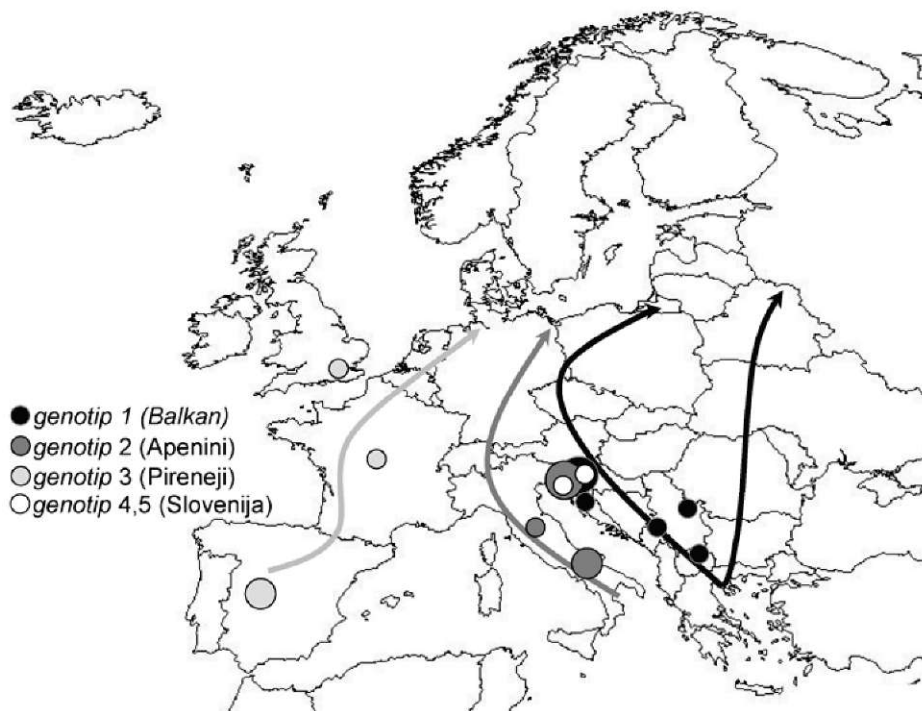 genotip 1 (Balkan)
genotip 2 (Apenini)
genotip 3 (Pireneji)
genotip 4,5 (Slovenija)